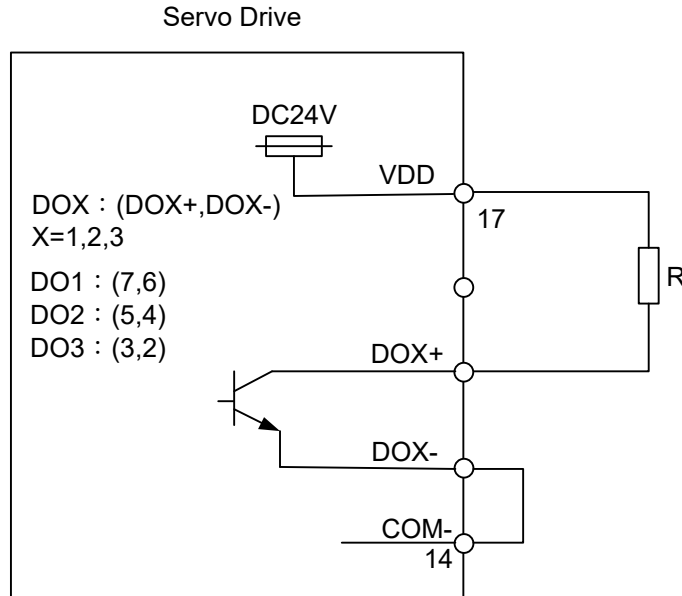 Servo Drive
DC24V
VDD
17
DOX：(DOX+,DOX-)
X=1,2,3
DO1：(7,6)
DO2：(5,4)
DO3：(3,2)
R
DOX+
DOX-
COM-
14